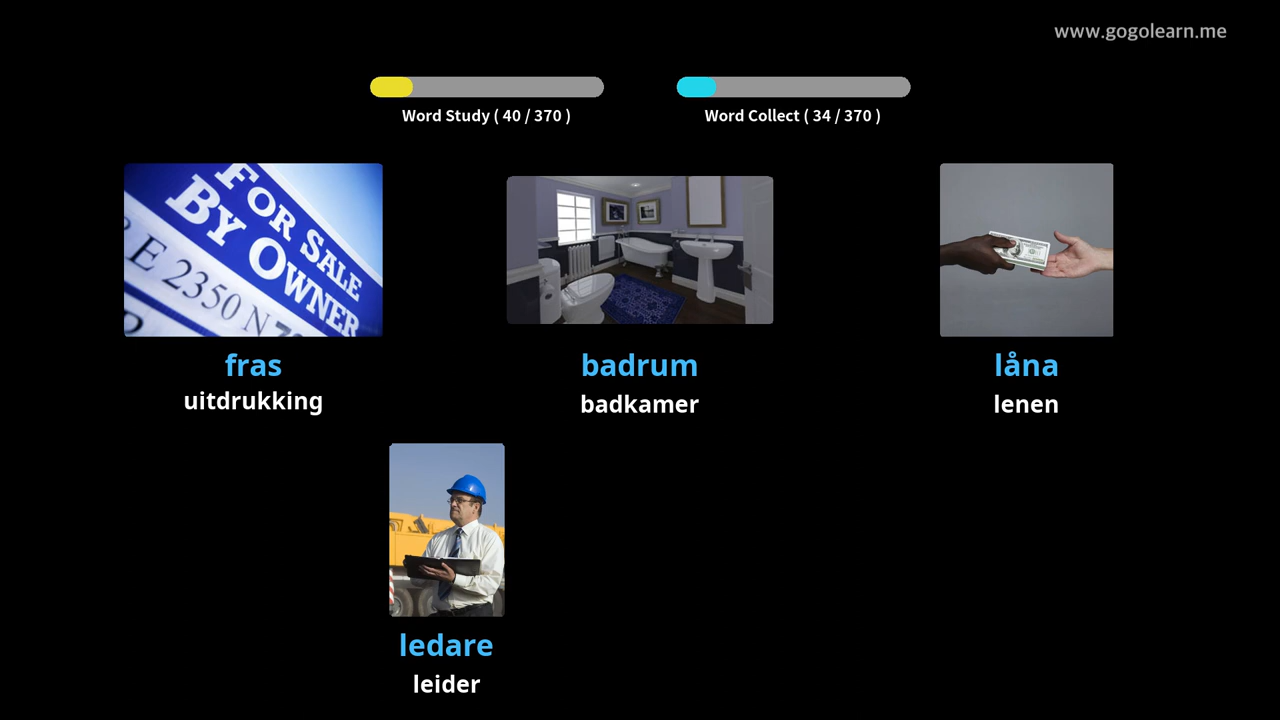 www.gogolearn.me
Word Study ( 40 / 370 )
Word Collect ( 34 / 370 )
FOR SALE
BY OWNER
E 2350 N
fras
uitdrukking
badrum
badkamer
låna
lenen
ledare
leider